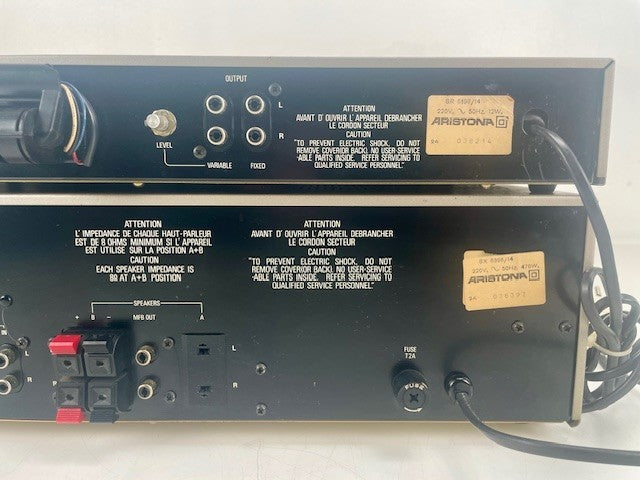 OUTPUT
L
R
LEVEL
VARIABLE
FIXED
ATTENTION
AVANT D' OUVRIR L' APPAREIL DEBRANCHER
LE CORDON SECTEUR
CAUTION
"TO PREVENT ELECTRIC SHOCK, DO NOT
REMOVE COVER(OR BACK). NO USER-SERVICE
-ABLE PARTS INSIDE. REFER SERVICING TO
QUALIFIED SERVICE PERSONNEL"
220V, 50Hz, 12W,
ARISTONA
ATTENTION
L' IMPEDANCE DE CHAQUE HAUT-PARLEUR
EST DE 8 OHMS MINIMUM SI L' APPAREIL
EST UTILISE SUR LA POSITION A+B
CAUTION
EACH SPEAKER IMPEDANCE IS
8Ω AT A+B POSITION
ATTENTION
AVANT D' OUVRIR L' APPAREIL DEBRANCHER
LE CORDON SECTEUR
CAUTION
"TO PREVENT ELECTRIC SHOCK, DO NOT
REMOVE COVER(OR BACK). NO USER-SERVICE
-ABLE PARTS INSIDE. REFER SERVICING TO
QUALIFIED SERVICE PERSONNEL"
ARISTONA
SPEAKERS
+ B − MFB OUT A
IN
L
R
L
R
FUSE
T2A
FUSE